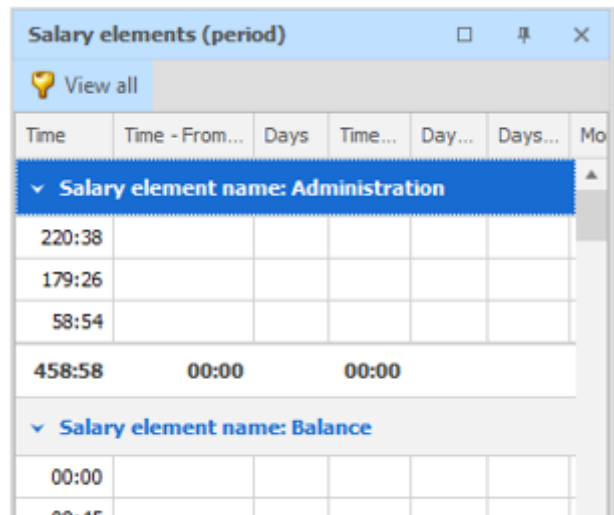 Salary elements (period)
View all
Time Time - From... Days Time... Day... Days... Mo
Salary element name: Administration
220:38
179:26
58:54
458:58 00:00 00:00
Salary element name: Balance
00:00